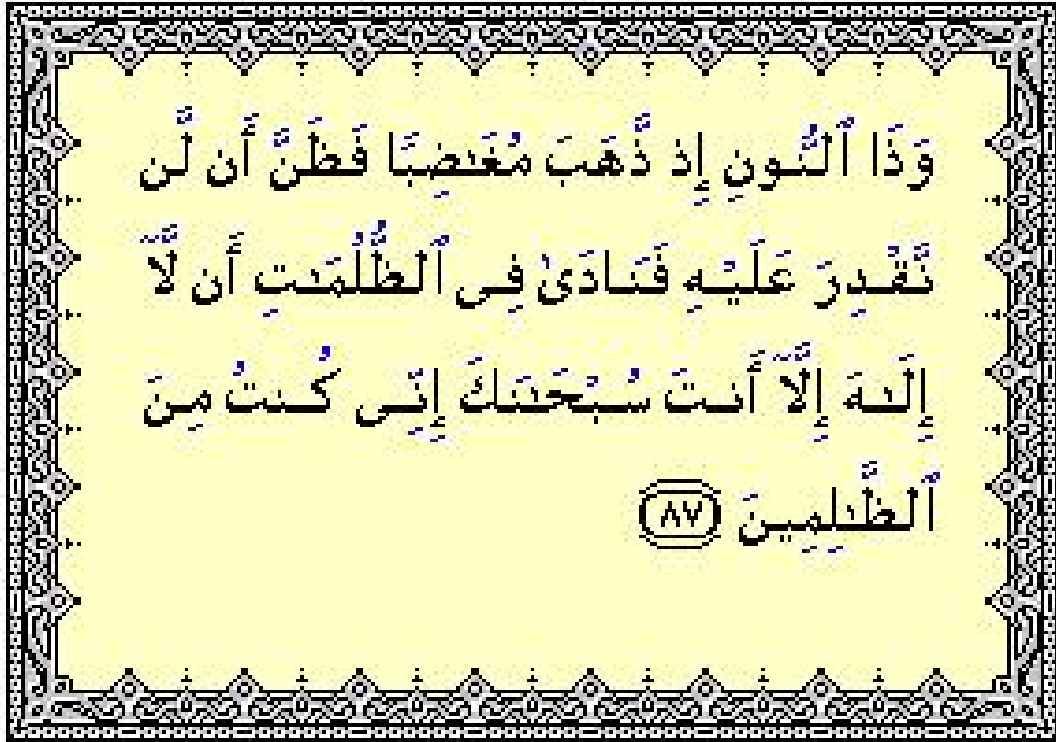 وَذَا ٱلنُّونِ إِذ ذَّهَبَ مُغَـٰضِبًا فَظَنَّ أَن لَّن
نَّقْدِرَ عَلَيْهِ فَنَادَىٰ فِى ٱلظُّلُمَـٰتِ أَن لَّآ
إِلَـٰهَ إِلَّآ أَنتَ سُبْحَـٰنَكَ إِنِّى كُنتُ مِنَ
ٱلظَّـٰلِمِينَ ٨٧